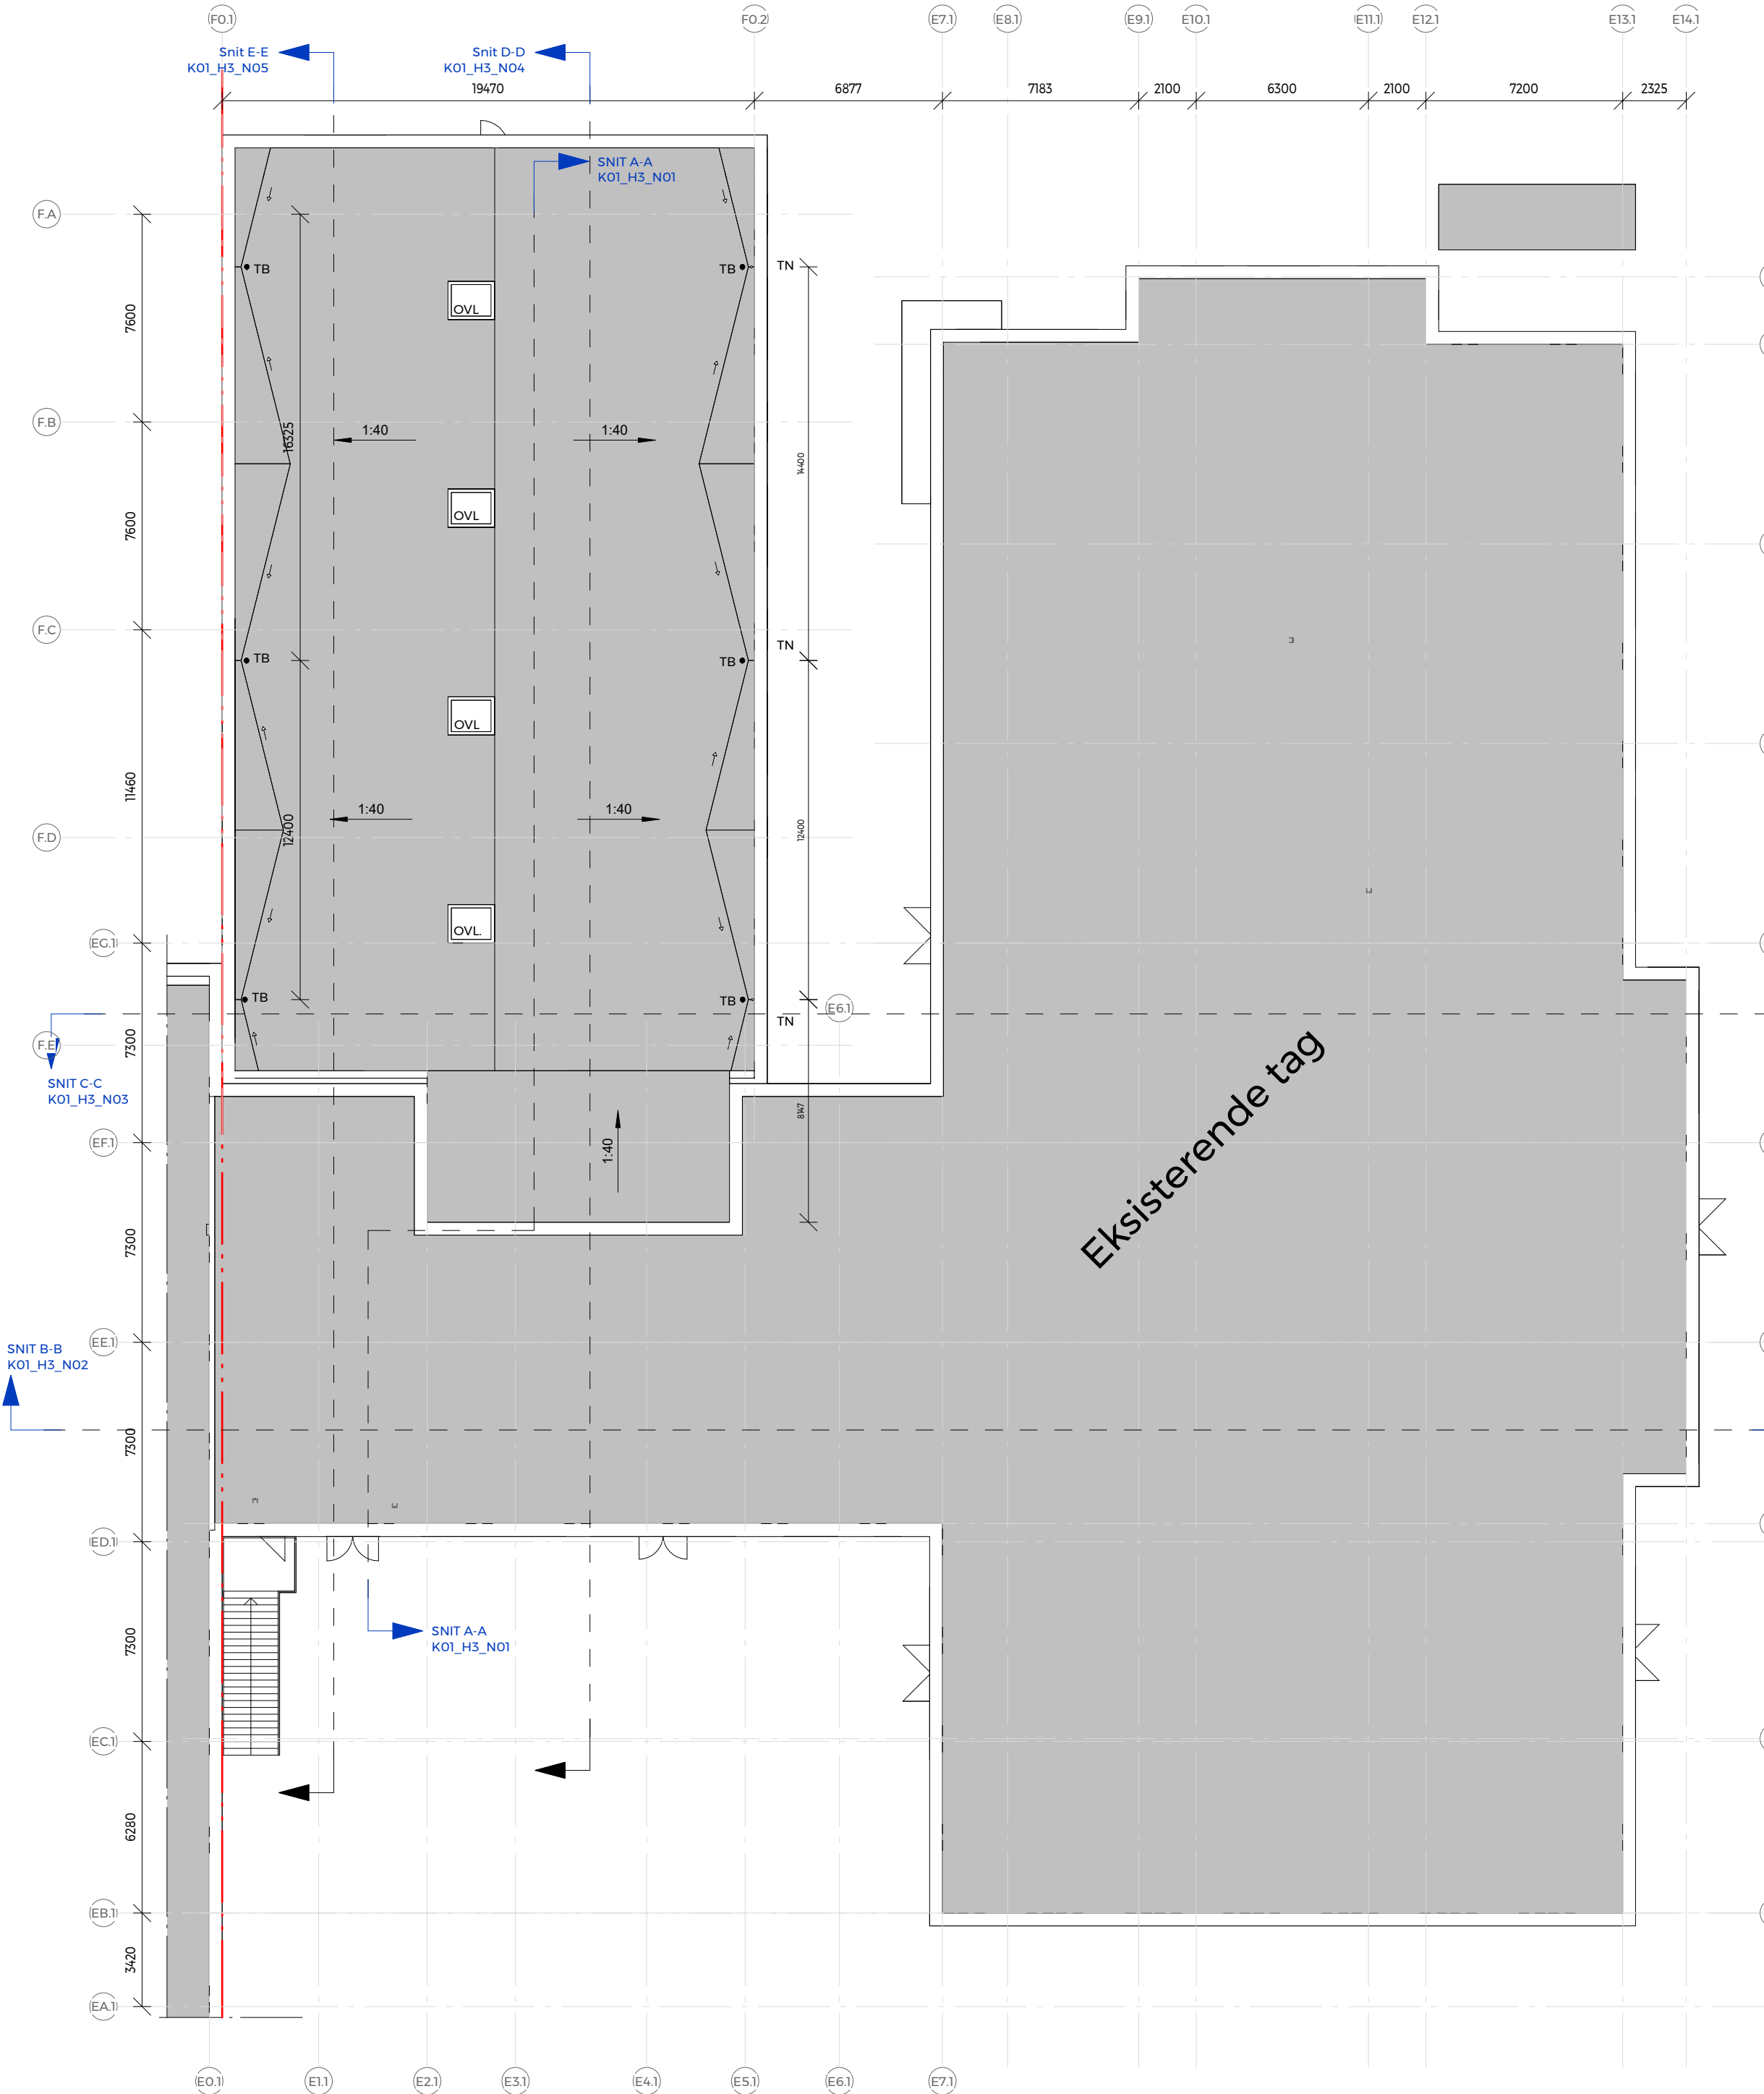 F0.1 F0.2 E7.1 E8.1 E9.1 E10.1 E11.1 E12.1 E13.1 E14.1
Snit E-E
K01_H3_N05
Snit D-D
K01_H3_N04
19470 6877 7183 2100 6300 2100 7200 2325
SNIT A-A
K01_H3_N01
F.A
TB TB TN
OVL
7600
F.B
16325 1:40 1:40 14400
OVL
7600
F.C
TN
TB TB
OVL
11460
1:40 1:40
F.D 12400 12400
OVL.
EG.1
TB TB E6.1
TN
F.E 7300
Eksisterende tag
SNIT C-C
K01_H3_N03
8147
EF.1 1:40
7300
EE.1
SNIT B-B
K01_H3_N02
7300
ED.1
SNIT A-A
K01_H3_N01
7300
EC.1
6280
EB.1
3420
EA.1
E0.1 E1.1 E2.1 E3.1 E4.1 E5.1 E6.1 E7.1